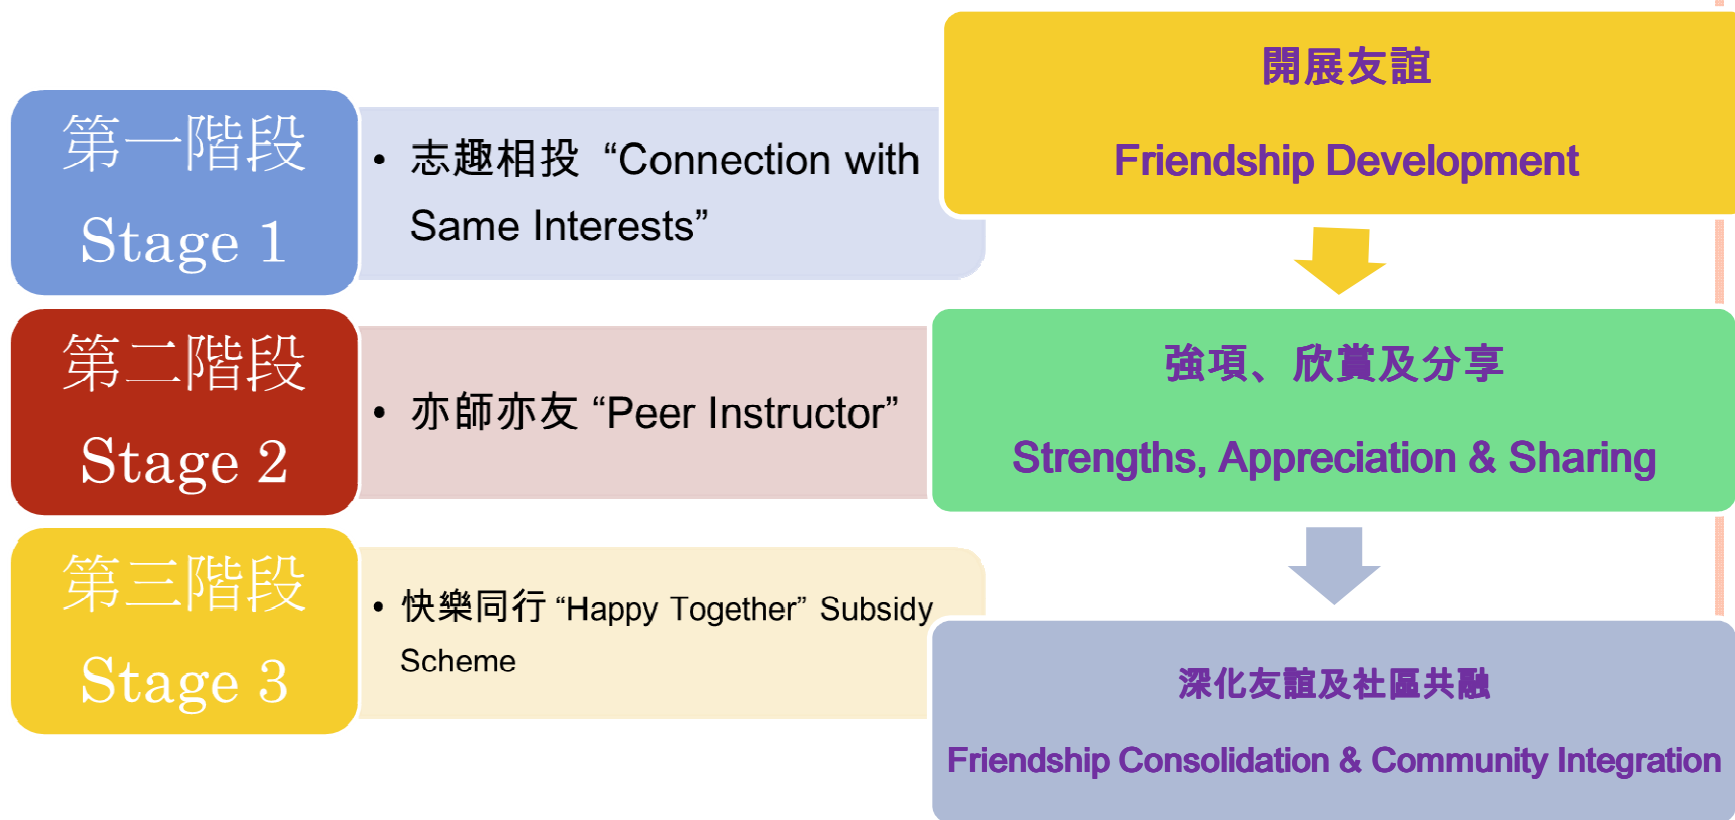 第一階段
Stage 1
• 志趣相投 “Connection with
Same Interests”
開展友誼
Friendship Development
第二階段
Stage 2
• 亦師亦友 “Peer Instructor”
強項、欣賞及分享
Strengths, Appreciation & Sharing
第三階段
Stage 3
• 快樂同行 “Happy Together” Subsidy
Scheme
深化友誼及社區共融
Friendship Consolidation & Community Integration